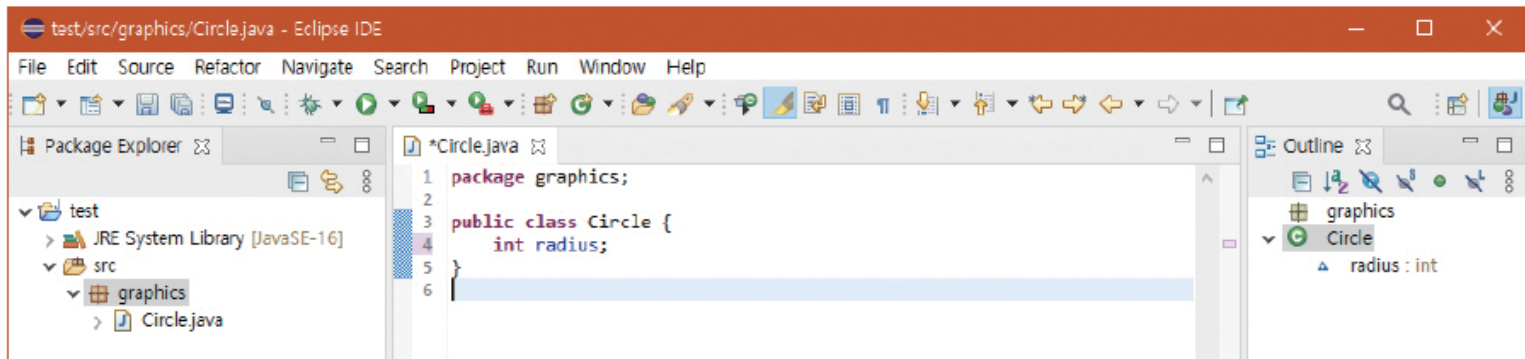 test/src/graphics/Circle.java - Eclipse IDE
File Edit Source Refactor Navigate Search Project Run Window Help
Package Explorer
test
JRE System Library [JavaSE-16]
src
graphics
Circle.java
*Circle.java
1 package graphics;
2
3 public class Circle {
4 int radius;
5 }
6
Outline
graphics
Circle
radius : int